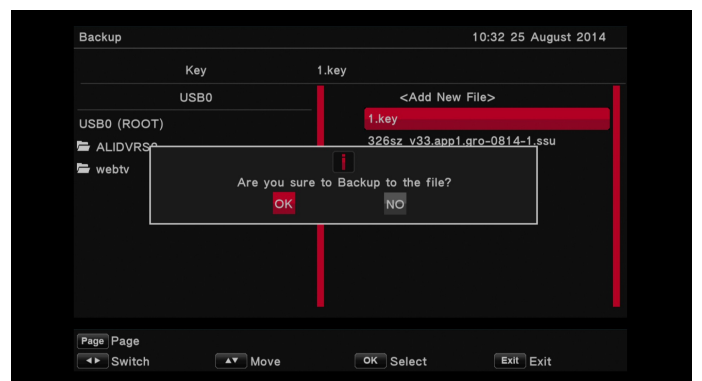 Backup 10:32 25 August 2014
Key 1.key
USB0 <Add New File>
USB0 (ROOT) 1.key
ALIDVRS2 326sz_v33.app1.gro-0814-1.ssu
webtv
i
Are you sure to Backup to the file?
OK NO
Page Page
Switch Move OK Select Exit Exit